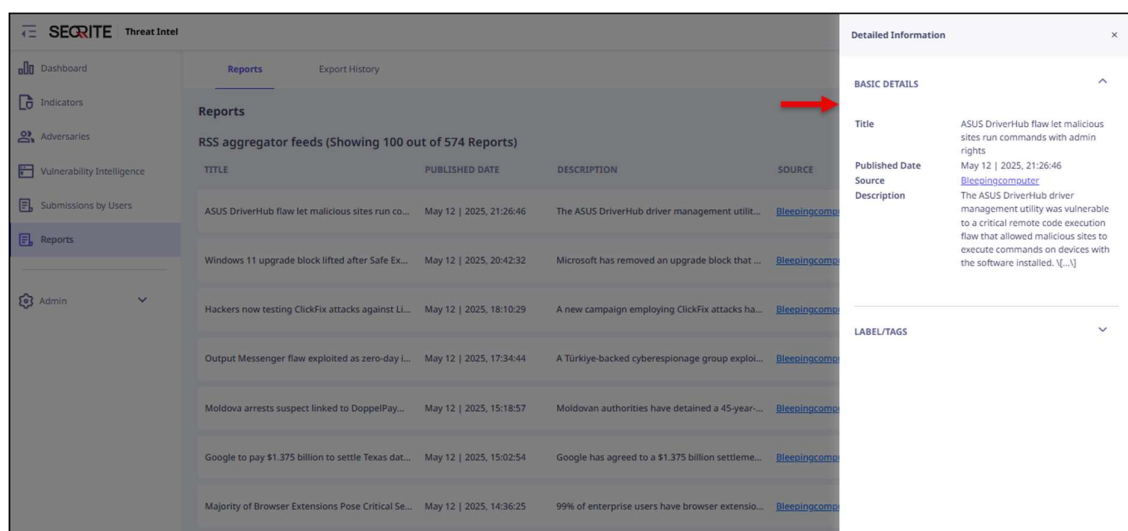 SEQRITE Threat Intel
Dashboard
Indicators
Adversaries
Vulnerability Intelligence
Submissions by Users
Reports
Admin
Reports Export History
Reports
RSS aggregator feeds (Showing 100 out of 574 Reports)
TITLE PUBLISHED DATE DESCRIPTION SOURCE
ASUS DriverHub flaw let malicious sites run co... May 12 | 2025, 21:26:46 The ASUS DriverHub driver management utilit... Bleepingcompu
Windows 11 upgrade block lifted after Safe Ex... May 12 | 2025, 20:42:32 Microsoft has removed an upgrade block that ... Bleepingcompu
Hackers now testing ClickFix attacks against Li... May 12 | 2025, 18:10:29 A new campaign employing ClickFix attacks ha... Bleepingcompu
Output Messenger flaw exploited as zero-day i... May 12 | 2025, 17:34:44 A Türkiye-backed cyberespionage group exploi... Bleepingcompu
Moldova arrests suspect linked to DoppelPay... May 12 | 2025, 15:18:57 Moldovan authorities have detained a 45-year-... Bleepingcompu
Google to pay $1.375 billion to settle Texas dat... May 12 | 2025, 15:02:54 Google has agreed to a $1.375 billion settleme... Bleepingcompu
Majority of Browser Extensions Pose Critical Se... May 12 | 2025, 14:36:25 99% of enterprise users have browser extensio... Bleepingcompu
Detailed Information
BASIC DETAILS
Title ASUS DriverHub flaw let malicious
sites run commands with admin
rights
Published Date May 12 | 2025, 21:26:46
Source Bleepingcomputer
Description The ASUS DriverHub driver
management utility was vulnerable
to a critical remote code execution
flaw that allowed malicious sites to
execute commands on devices with
the software installed. \[...\]
LABEL/TAGS